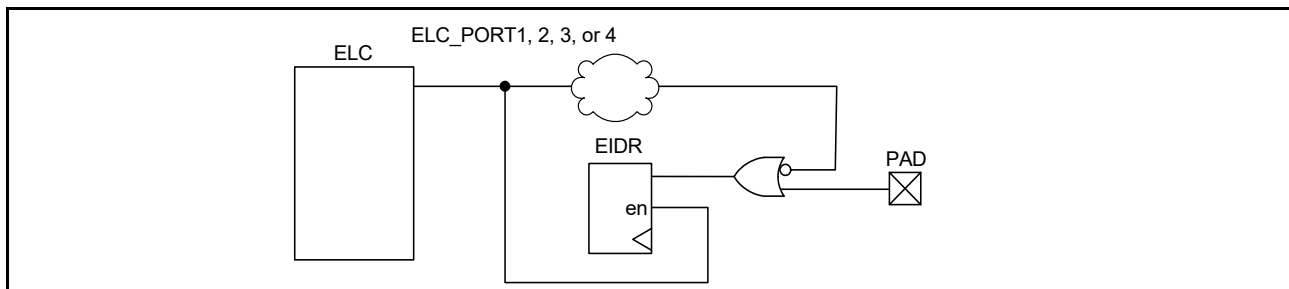 ELC_PORT1, 2, 3, or 4
ELC
EIDR
PAD
en